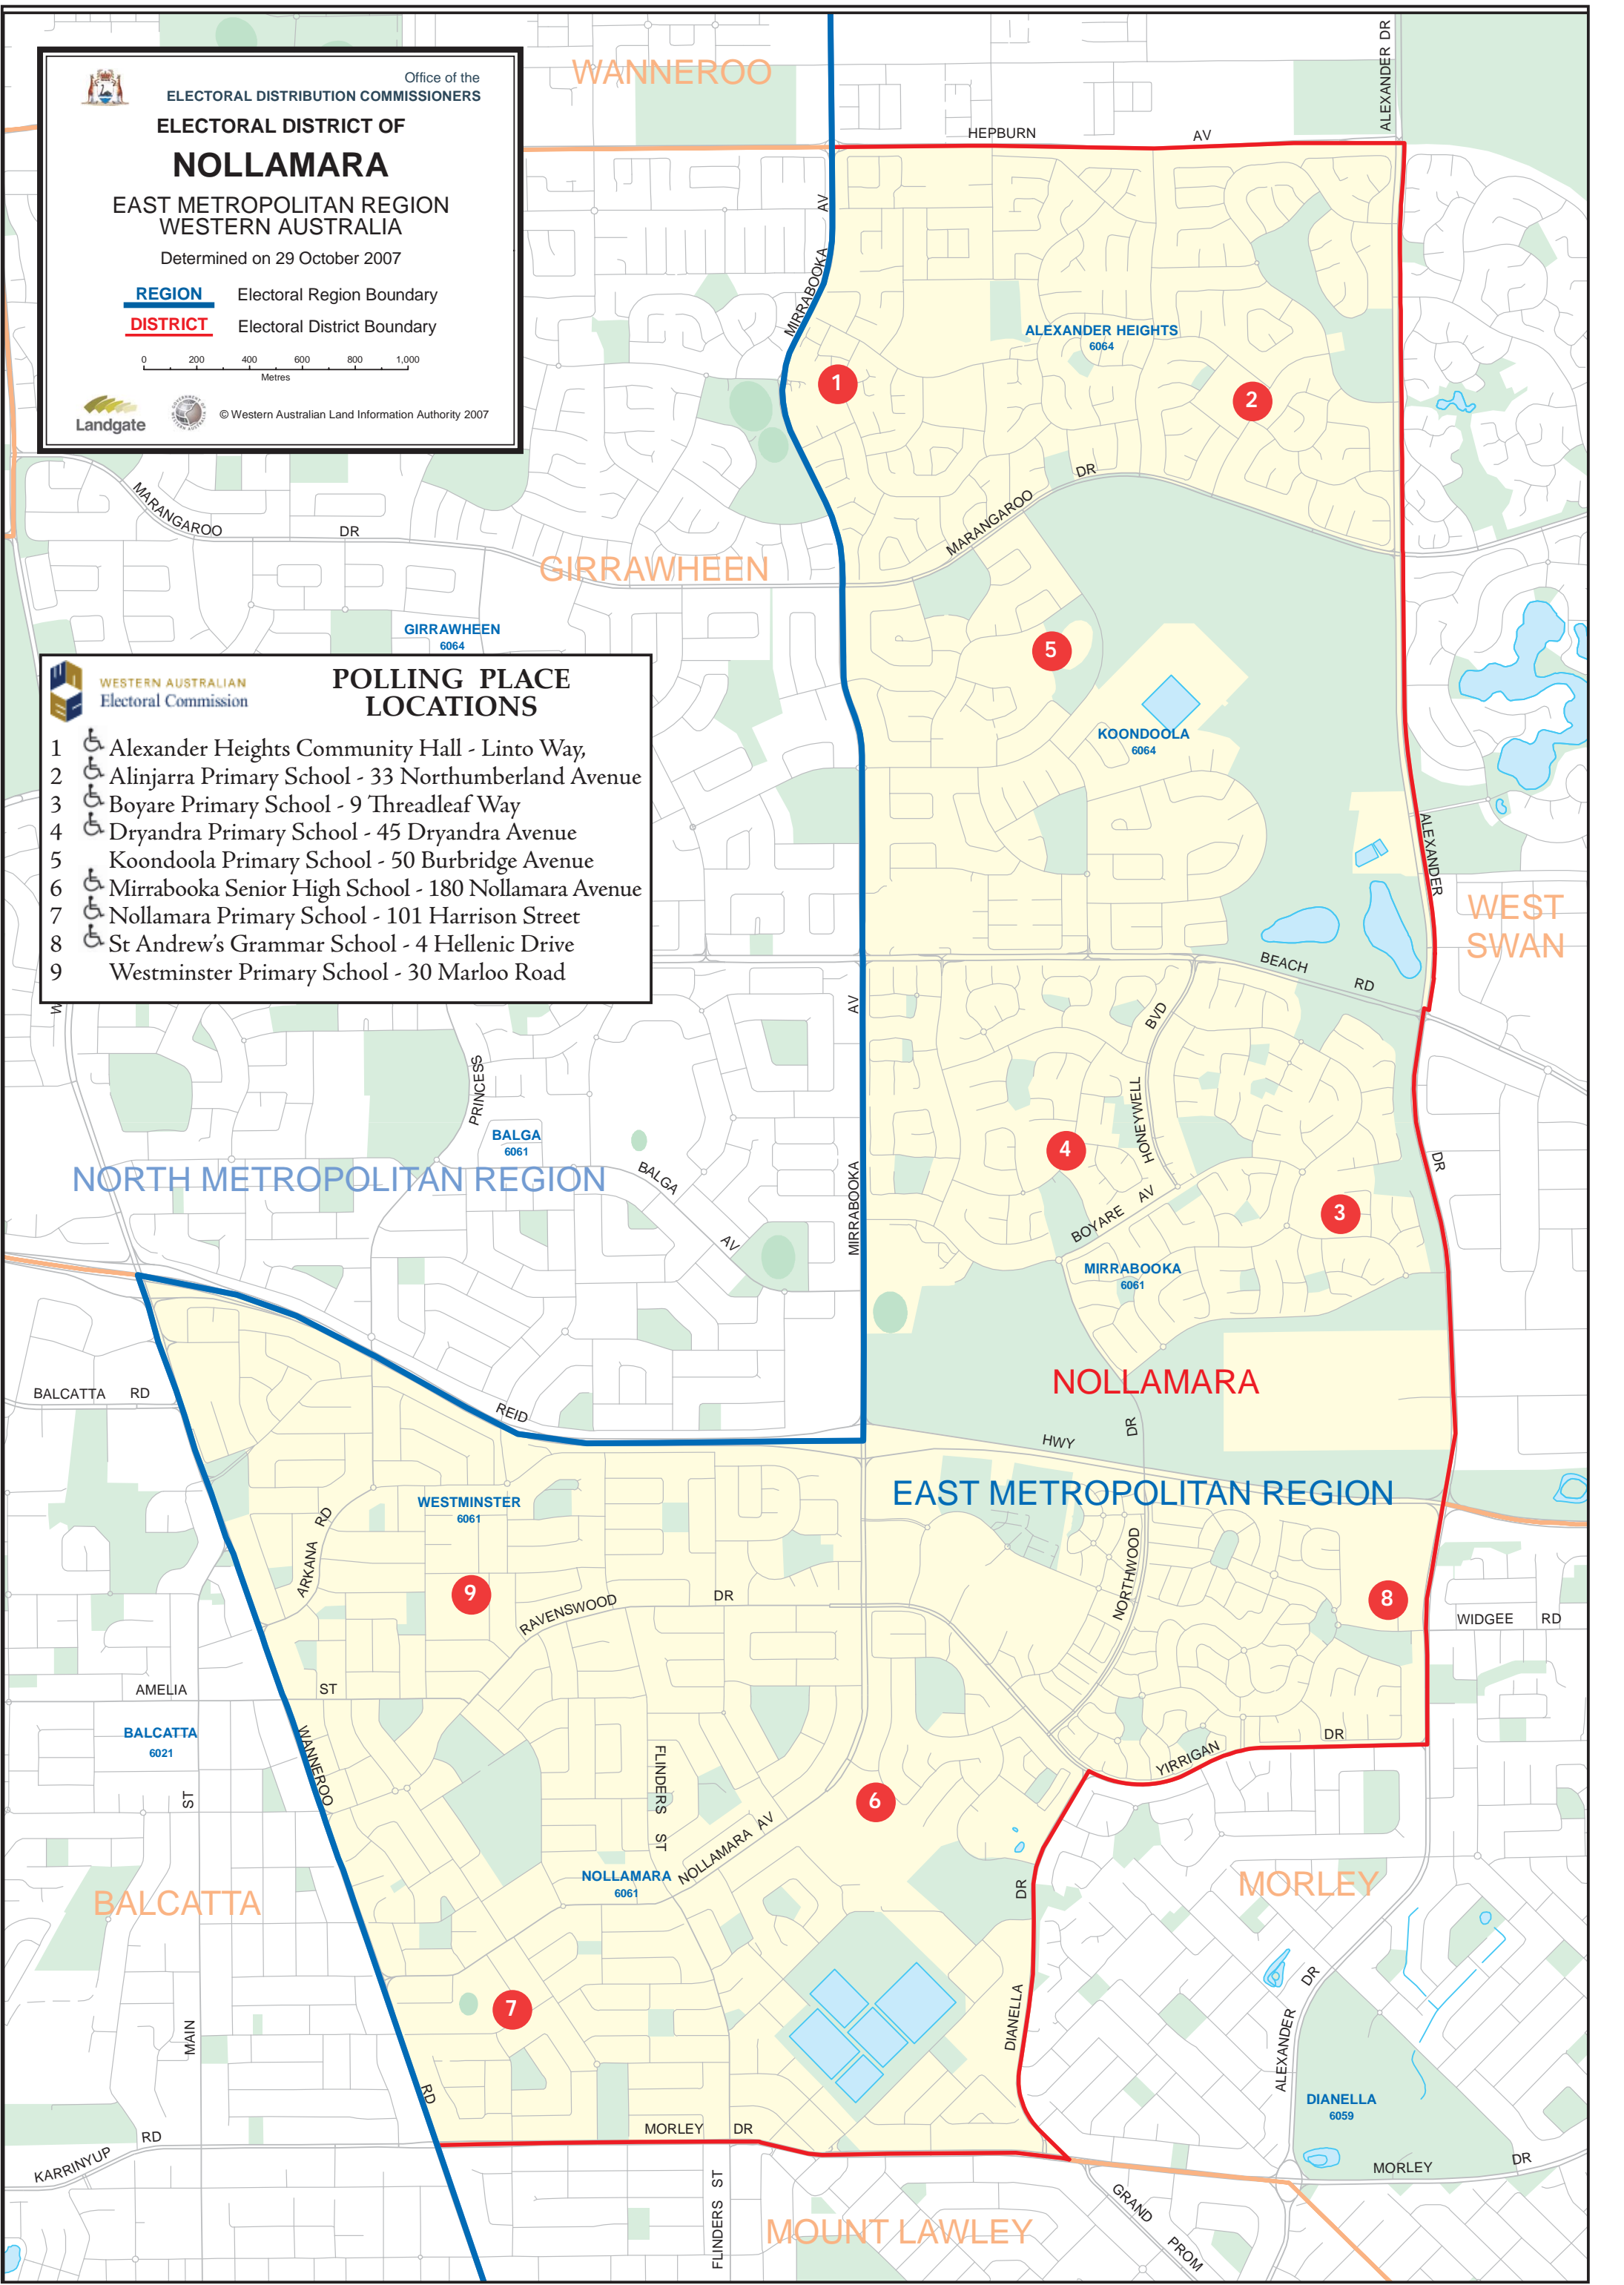 WANNEROO
ALEXANDER DR
Office of the
ELECTORAL DISTRIBUTION COMMISSIONERS
ELECTORAL DISTRICT OF
NOLLAMARA
EAST METROPOLITAN REGION
WESTERN AUSTRALIA
Determined on 29 October 2007
REGION Electoral Region Boundary
DISTRICT Electoral District Boundary
0 200 400 600 800 1,000
Metres
Landgate
© Western Australian Land Information Authority 2007
HEPBURN AV
MIRRABOOKA AV
ALEXANDER HEIGHTS
6064
1
2
MARANGAROO DR
MARANGAROO DR
GIRRAWHEEN
GIRRAWHEEN
6064
5
KOONDOOLA
6064
WESTERN AUSTRALIAN
Electoral Commission
POLLING PLACE
LOCATIONS
1 Alexander Heights Community Hall - Linto Way,
2 Alinjarra Primary School - 33 Northumberland Avenue
3 Boyare Primary School - 9 Threadleaf Way
4 Dryandra Primary School - 45 Dryandra Avenue
5 Koondoola Primary School - 50 Burbridge Avenue
6 Mirrabooka Senior High School - 180 Nollamara Avenue
7 Nollamara Primary School - 101 Harrison Street
8 St Andrew's Grammar School - 4 Hellenic Drive
9 Westminster Primary School - 30 Marloo Road
ALEXANDER
DR
WEST
SWAN
BEACH RD
W
MIRRABOOKA AV
HONEYWELL BVD
PRINCESS
BALGA
6061
NORTH METROPOLITAN REGION
BALGA AV
4
3
BOYARE AV
MIRRABOOKA
6061
NOLLAMARA
BALCATTA RD
REID
HWY
DR
EAST METROPOLITAN REGION
WESTMINSTER
6061
ARKANA RD
9
RAVENSWOOD DR
NORTHWOOD
8
WIDGEE RD
AMELIA ST
BALCATTA
6021
WANNEROO
ST
FLINDERS ST
YIRRIGAN DR
6
NOLLAMARA AV
NOLLAMARA
6061
BALCATTA
MORLEY
DR
DIANELLA
7
MAIN
RD
ALEXANDER DR
DIANELLA
6059
MORLEY DR
KARRINYUP RD
MORLEY DR
FLINDERS ST
MOUNT LAWLEY
GRAND PROM